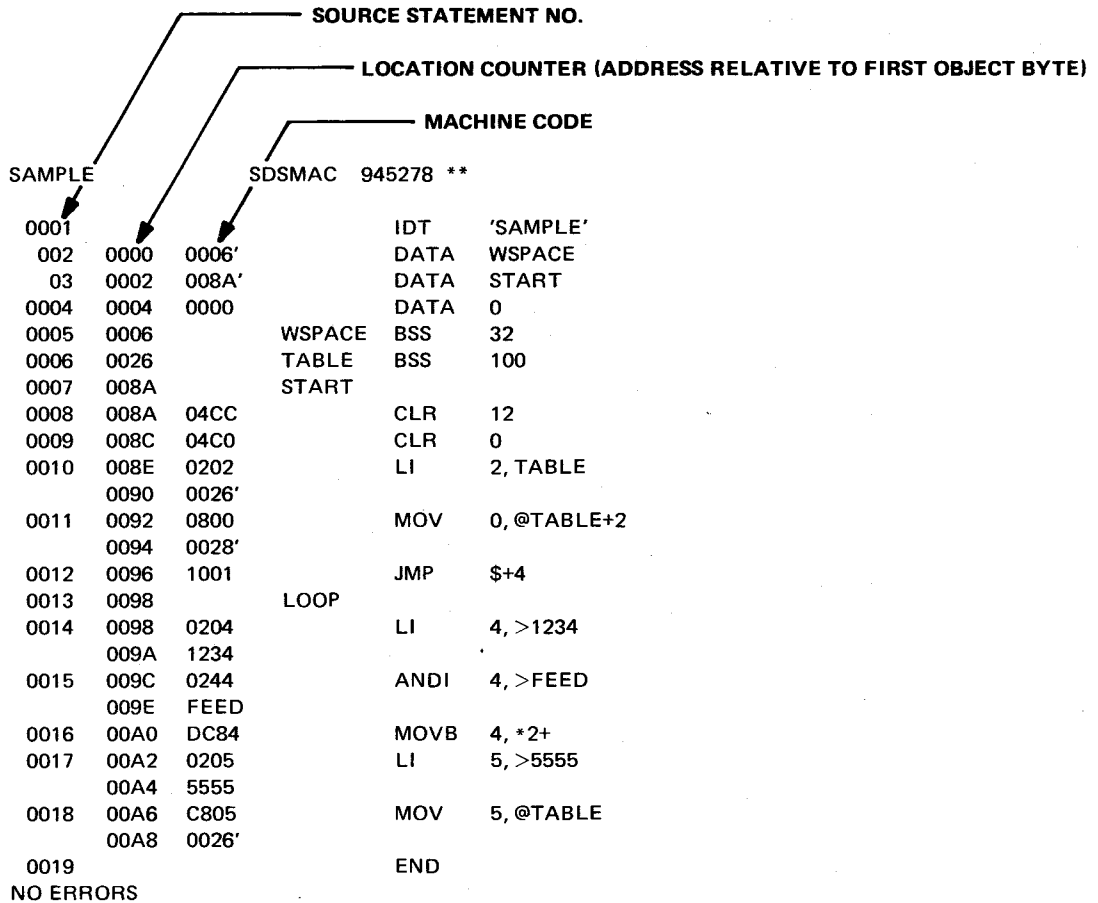 SOURCE STATEMENT NO.
LOCATION COUNTER (ADDRESS RELATIVE TO FIRST OBJECT BYTE)
MACHINE CODE
SAMPLE SDSMAC 945278 **
0001 IDT 'SAMPLE'
002 0000 0006' DATA WSPACE
03 0002 008A' DATA START
0004 0004 0000 DATA 0
0005 0006 WSPACE BSS 32
0006 0026 TABLE BSS 100
0007 008A START
0008 008A 04CC CLR 12
0009 008C 04C0 CLR 0
0010 008E 0202 LI 2, TABLE
0090 0026'
0011 0092 0800 MOV 0, @TABLE+2
0094 0028'
0012 0096 1001 JMP $+4
0013 0098 LOOP
0014 0098 0204 LI 4, >1234
009A 1234
0015 009C 0244 ANDI 4, >FEED
009E FEED
0016 00A0 DC84 MOVB 4, *2+
0017 00A2 0205 LI 5, >5555
00A4 5555
0018 00A6 C805 MOV 5, @TABLE
00A8 0026'
0019 END
NO ERRORS